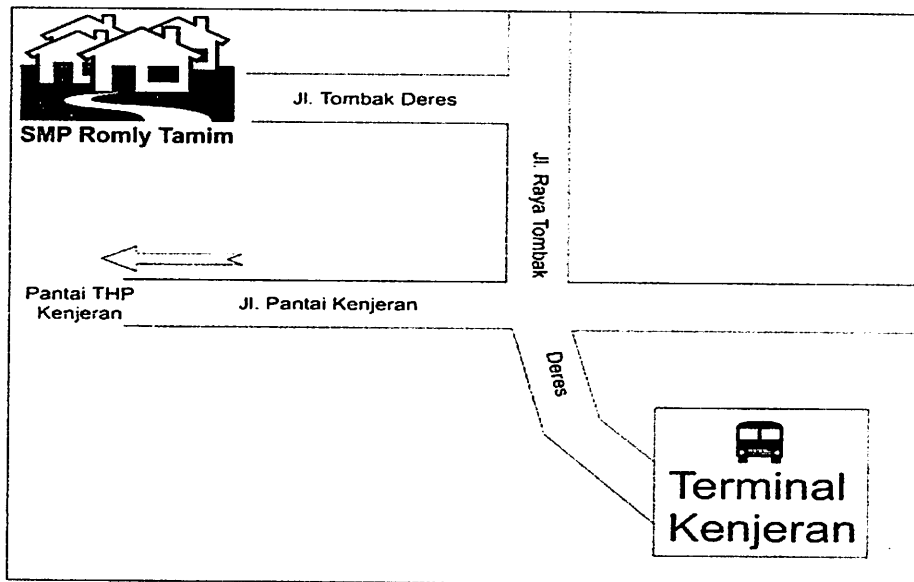 Jl. Tombak Deres
SMP Romly Tamim
Jl. Raya Tombak
Pantai THP
Kenjeran
Jl. Pantai Kenjeran
Deres
Terminal
Kenjeran